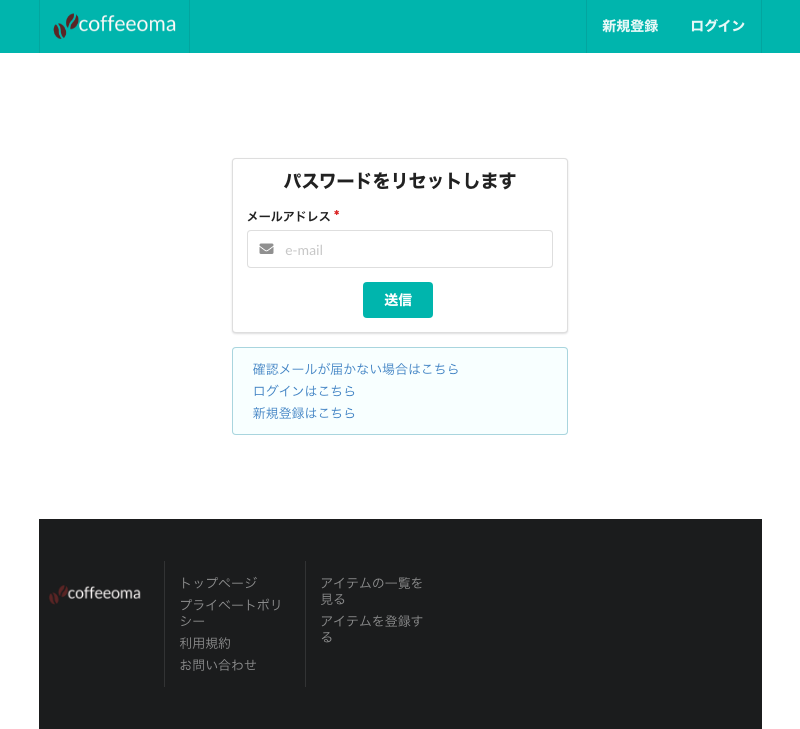 coffeeoma
新規登録
ログイン
パスワードをリセットします
メールアドレス *
e-mail
送信
確認メールが届かない場合はこちら
ログインはこちら
新規登録はこちら
coffeeoma
トップページ
プライベートポリ
シー
利用規約
お問い合わせ
アイテムの一覧を
見る
アイテムを登録す
る